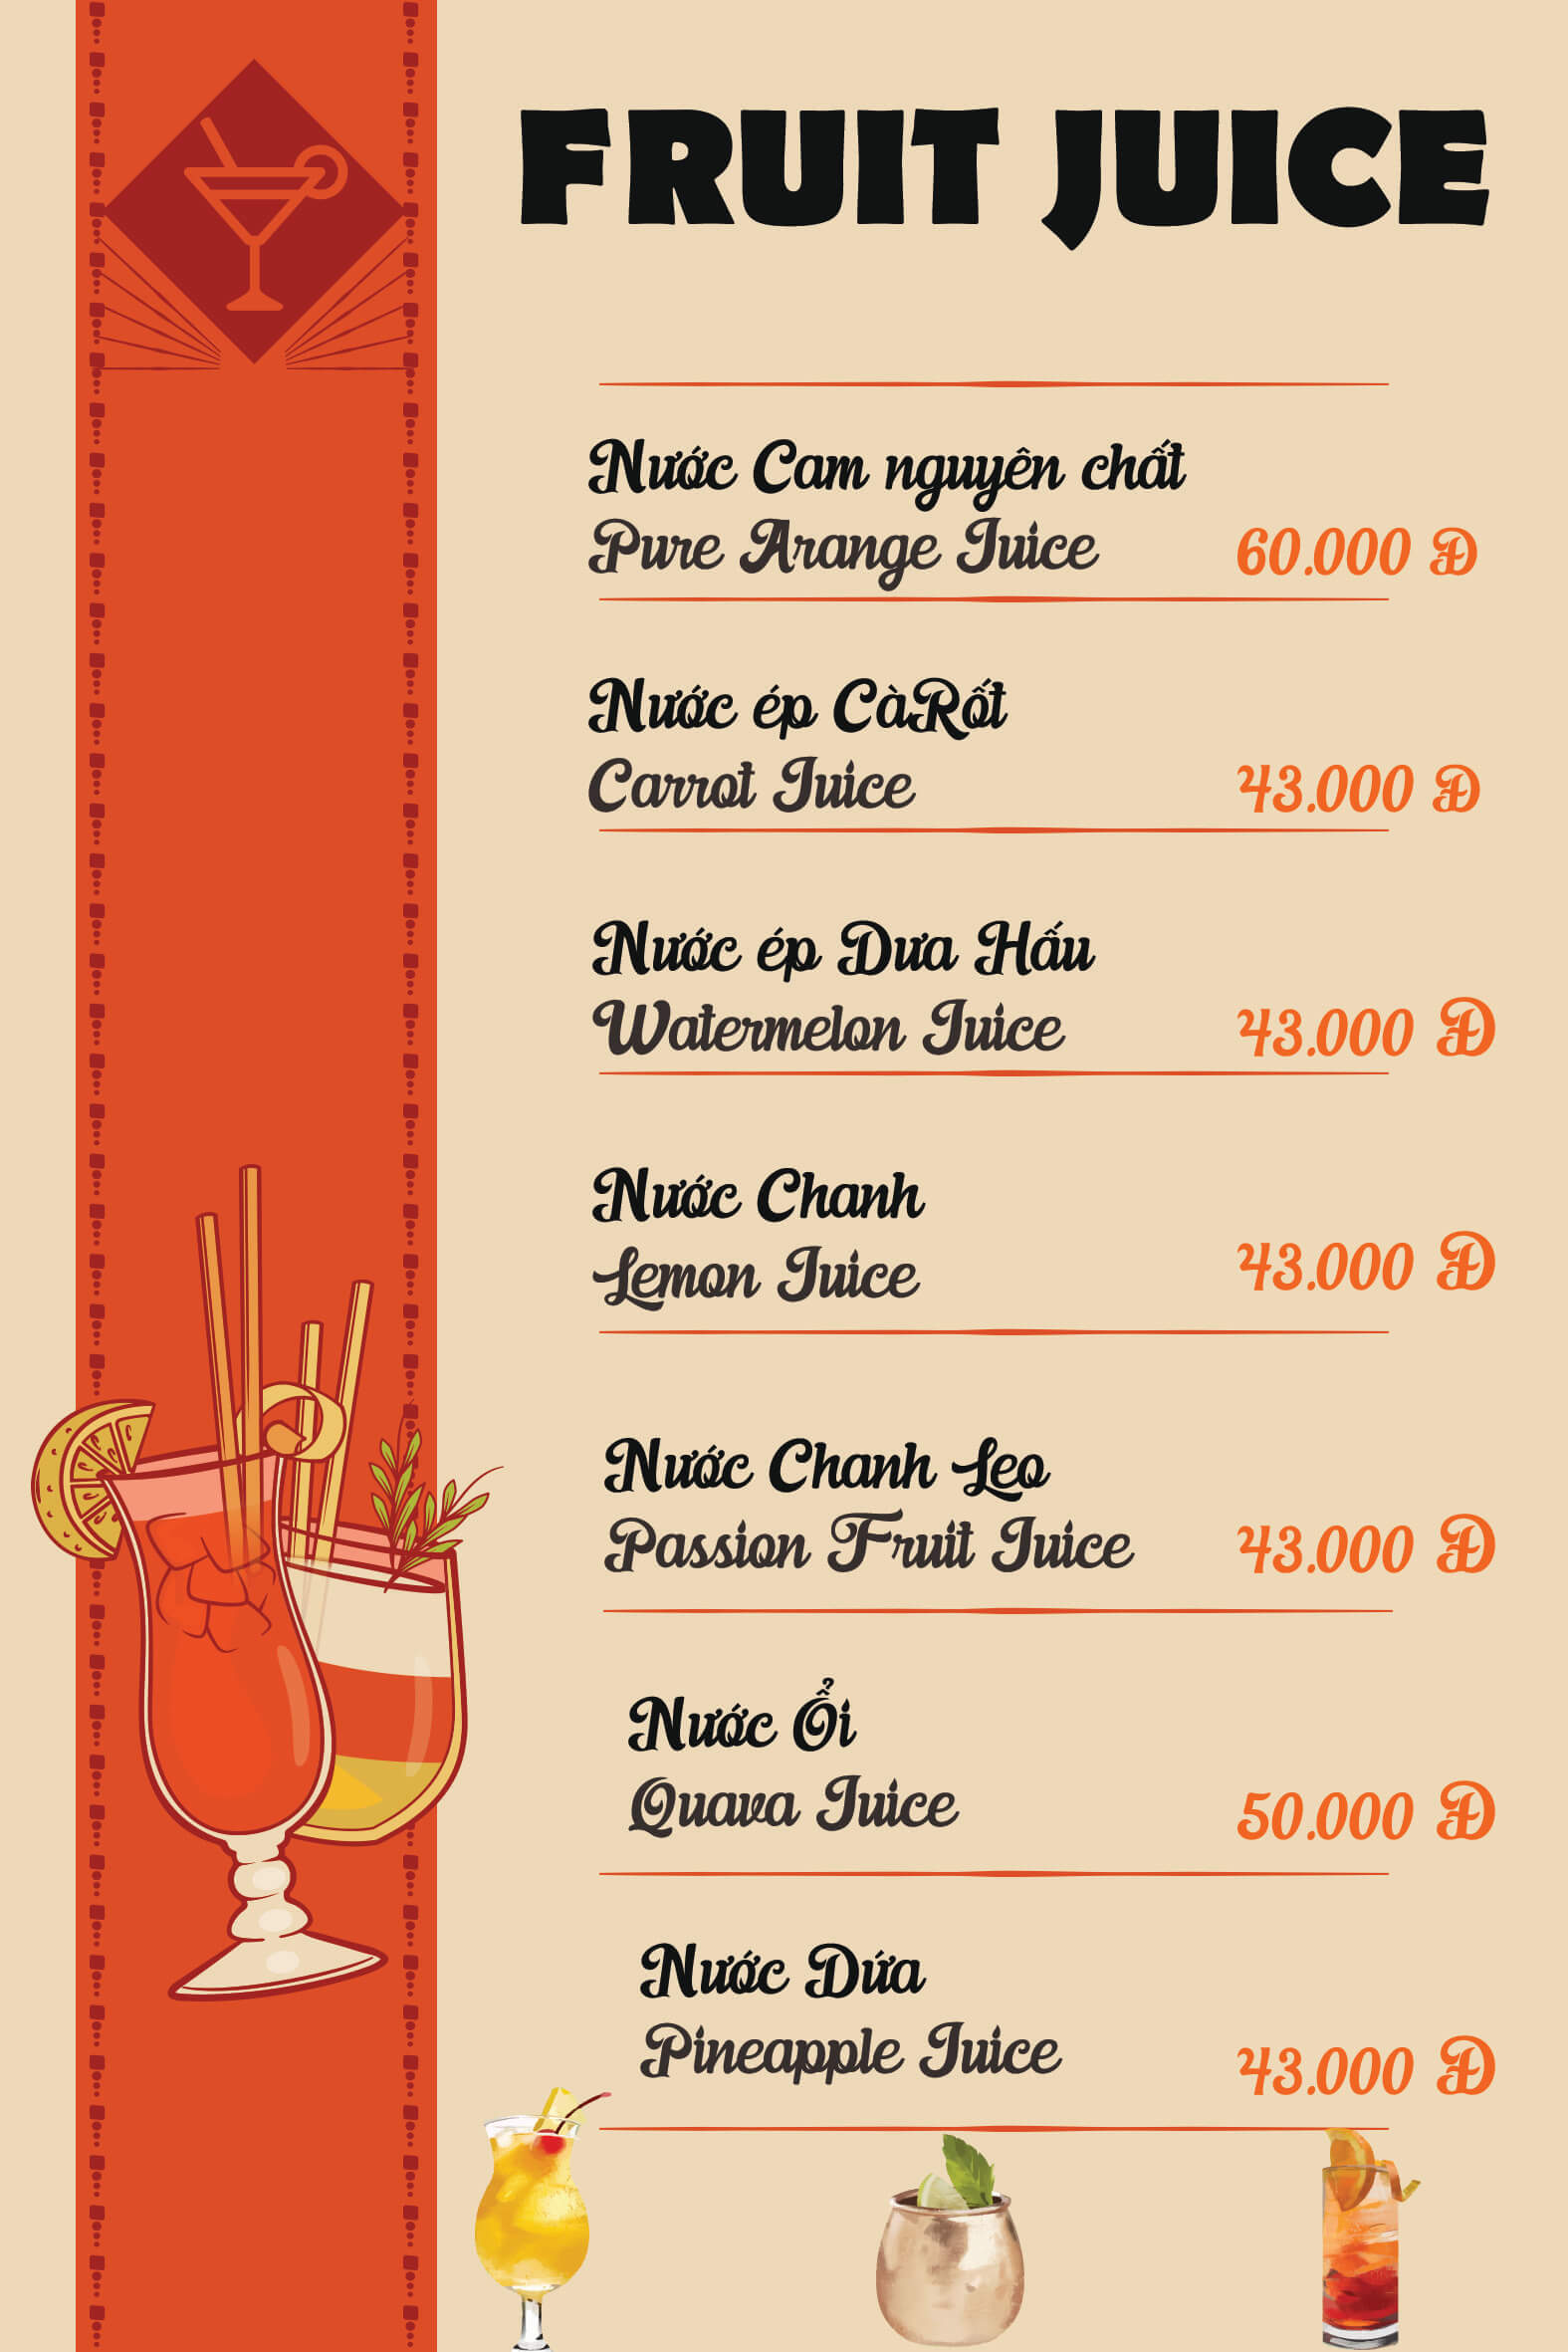 FRUIT JUICE
Nước Cam nguyên chất
Pure Arange Juice 60.000 Đ
Nước ép CàRốt
Carrot Juice 43.000 Đ
Nước ép Dưa Hấu
Watermelon Juice 43.000 Đ
Nước Chanh
Lemon Juice 43.000 Đ
Nước Chanh Leo
Passion Fruit Juice 43.000 Đ
Nước Ổi
Quava Juice 50.000 Đ
Nước Dứa
Pineapple Juice 43.000 Đ